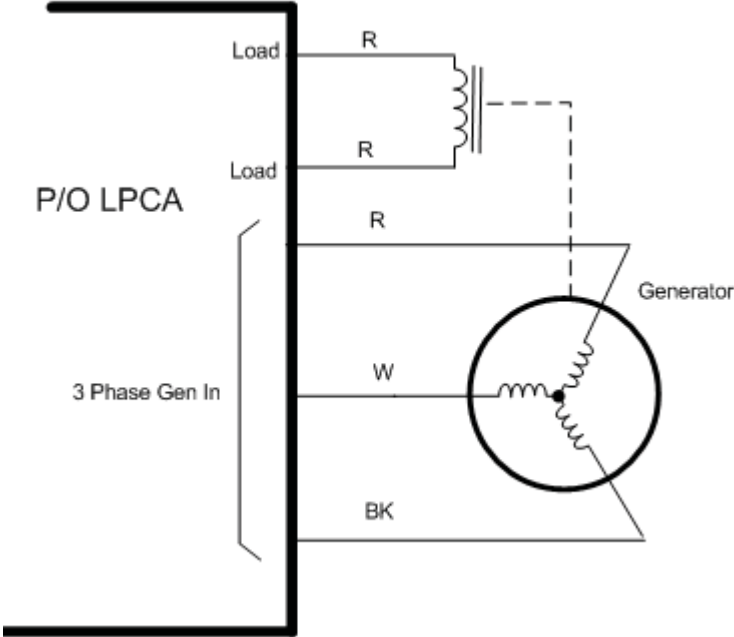 R
Load
R
Load
P/O LPCA
R
Generator
W
3 Phase Gen In
BK